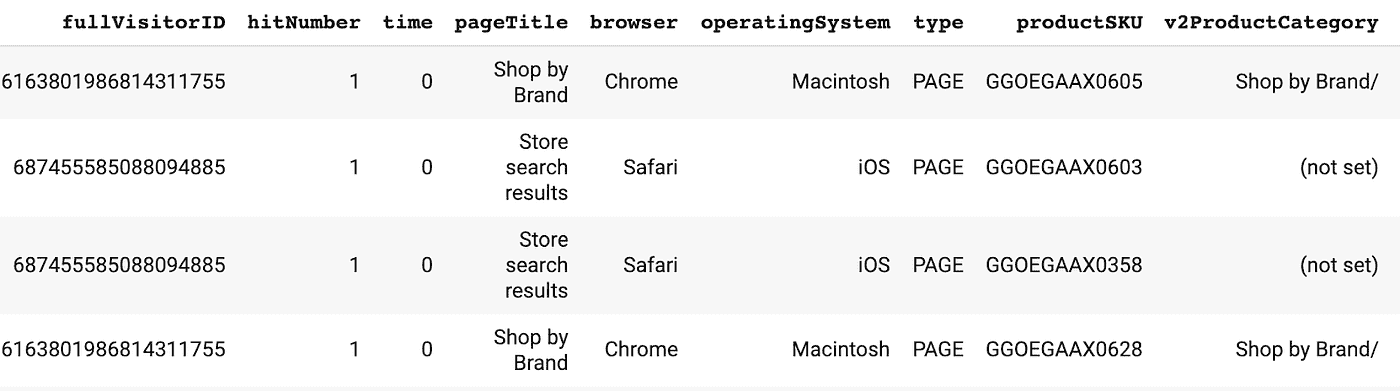 fullVisitorID hitNumber time pageTitle browser operatingSystem type productSKU v2ProductCategory
6163801986814311755 1 0 Shop by Brand Chrome Macintosh PAGE GGOEGAAX0605 Shop by Brand/
687455585088094885 1 0 Store search results Safari iOS PAGE GGOEGAAX0603 (not set)
687455585088094885 1 0 Store search results Safari iOS PAGE GGOEGAAX0358 (not set)
6163801986814311755 1 0 Shop by Brand Chrome Macintosh PAGE GGOEGAAX0628 Shop by Brand/